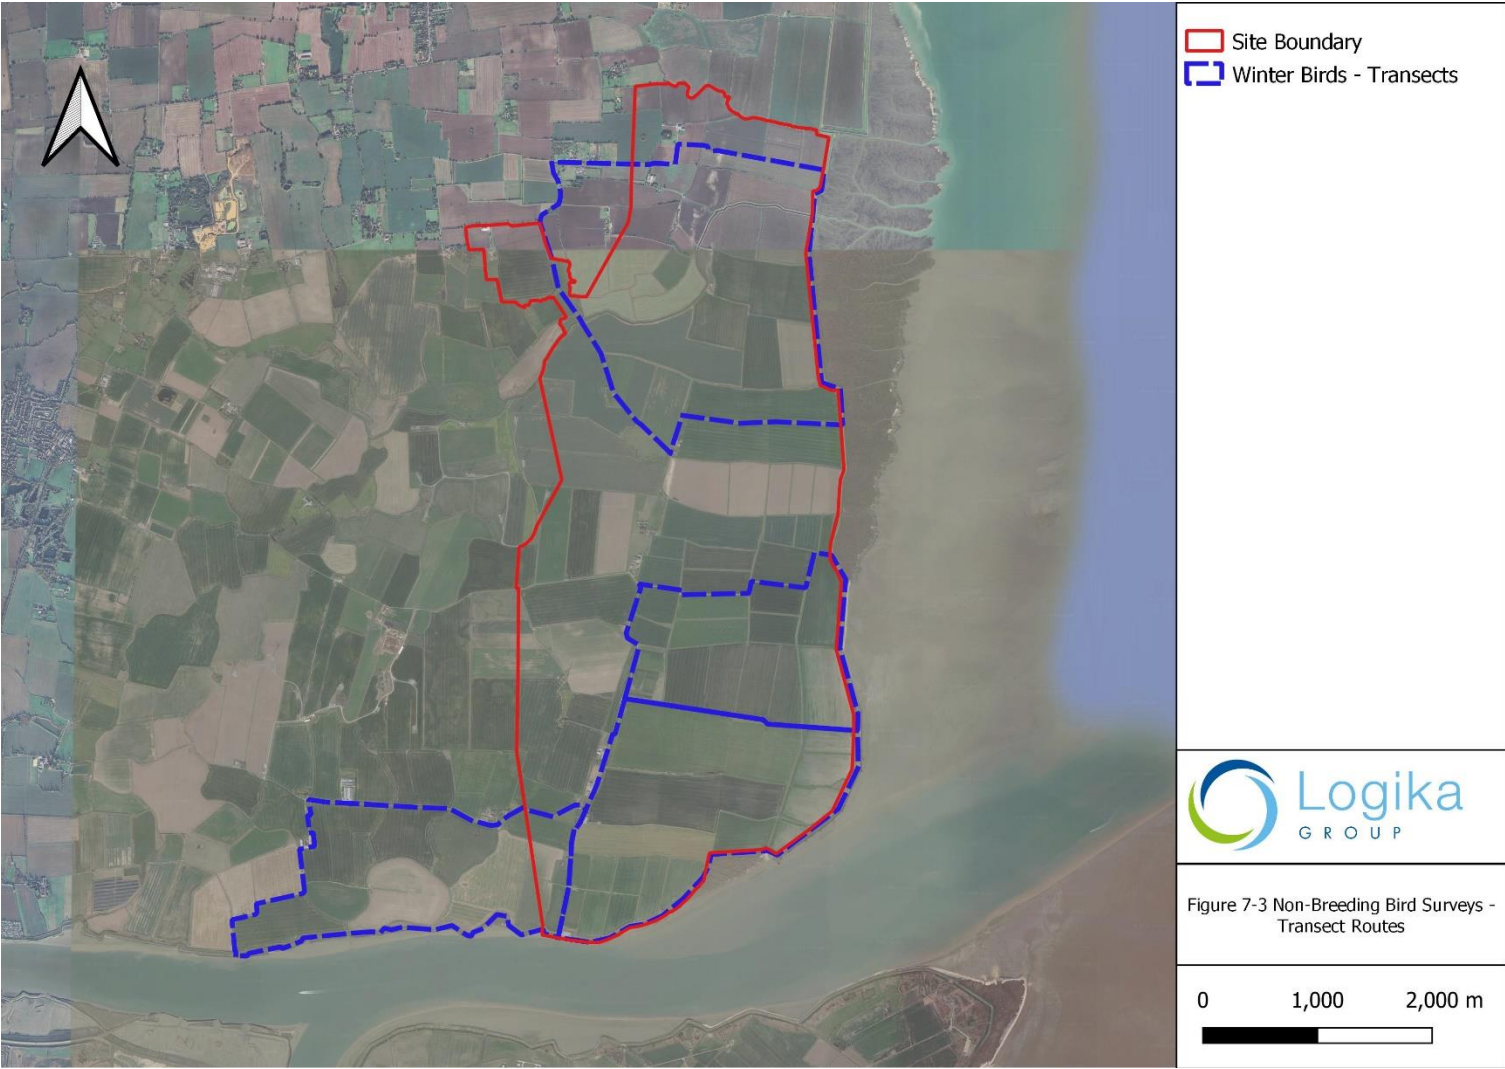 Site Boundary
Winter Birds - Transects
Logika
GROUP
Figure 7-3 Non-Breeding Bird Surveys -
Transect Routes
0 1,000 2,000 m